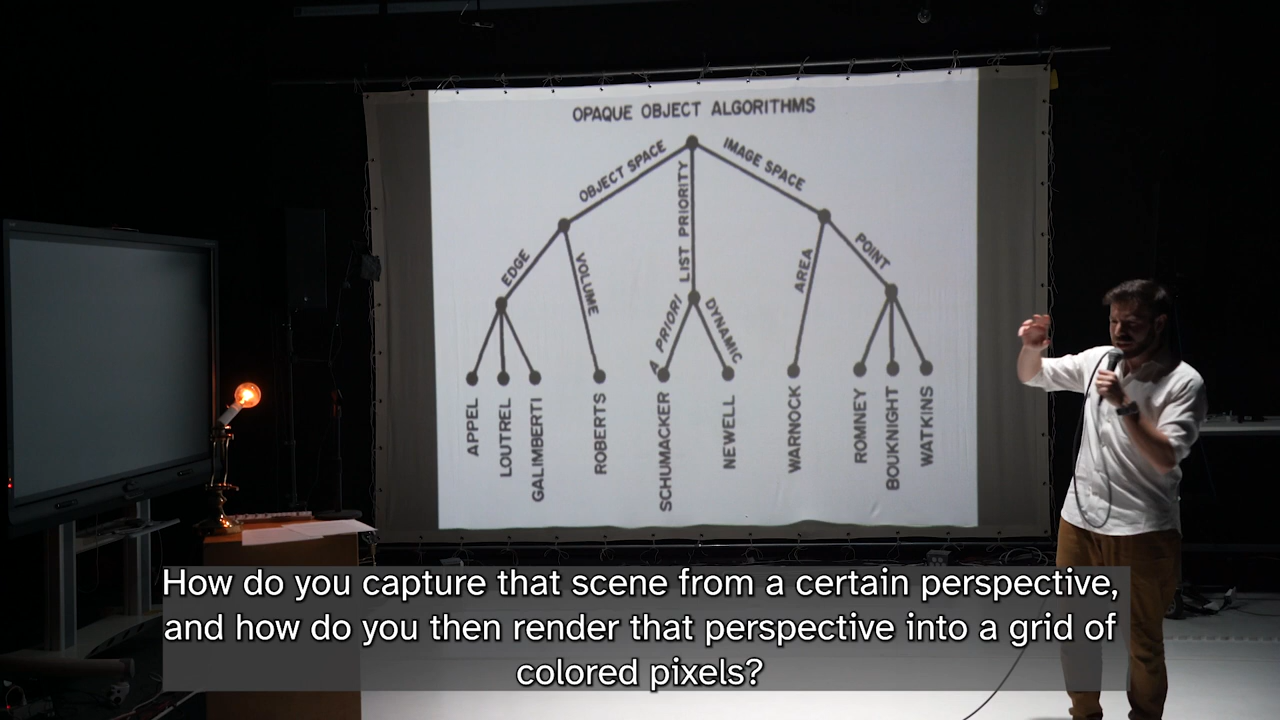 OPAQUE OBJECT ALGORITHMS
OBJECT SPACE
LIST PRIORITY
IMAGE SPACE
EDGE
VOLUME
A PRIORI
DYNAMIC
AREA
POINT
APPEL
LOUTREL
GALIMBERTI
ROBERTS
SCHUMACKER
NEWELL
WARNOCK
ROMNEY
BOUKNIGHT
WATKINS
How do you capture that scene from a certain perspective,
and how do you then render that perspective into a grid of
colored pixels?